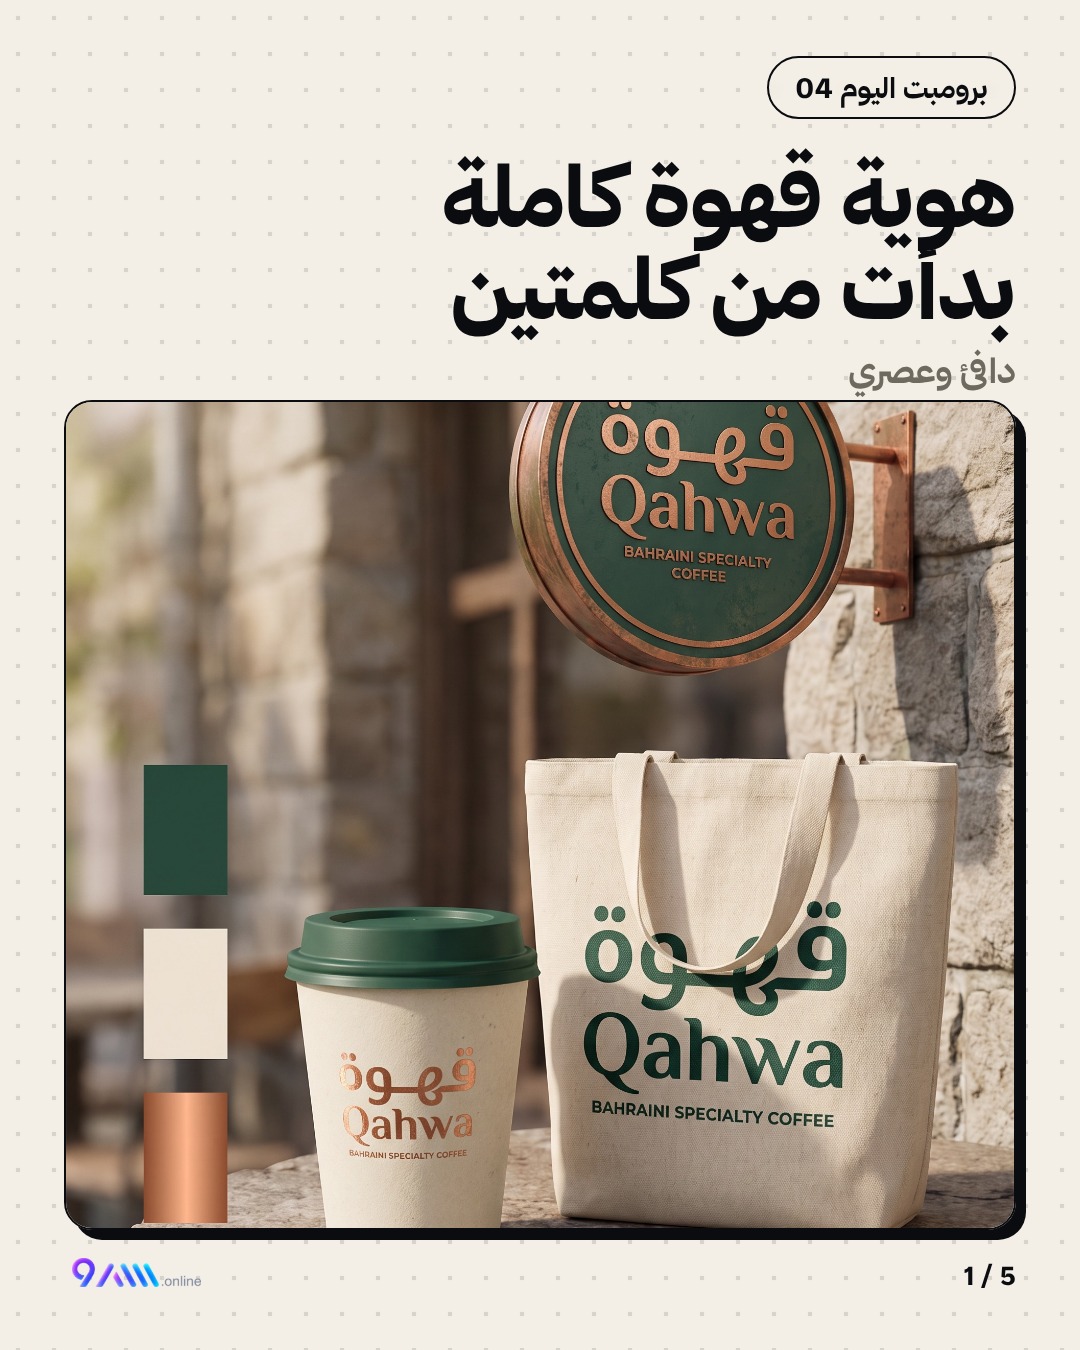 برومبت اليوم 04
هوية قهوة كاملة
بدأت من كلمتين
دافئ وعصري
قهوة
Qahwa
BAHRAINI SPECIALTY
COFFEE
قهوة
Qahwa
BAHRAINI SPECIALTY COFFEE
قهوة
Qahwa
BAHRAINI SPECIALTY COFFEE
9AM.online
1 / 5